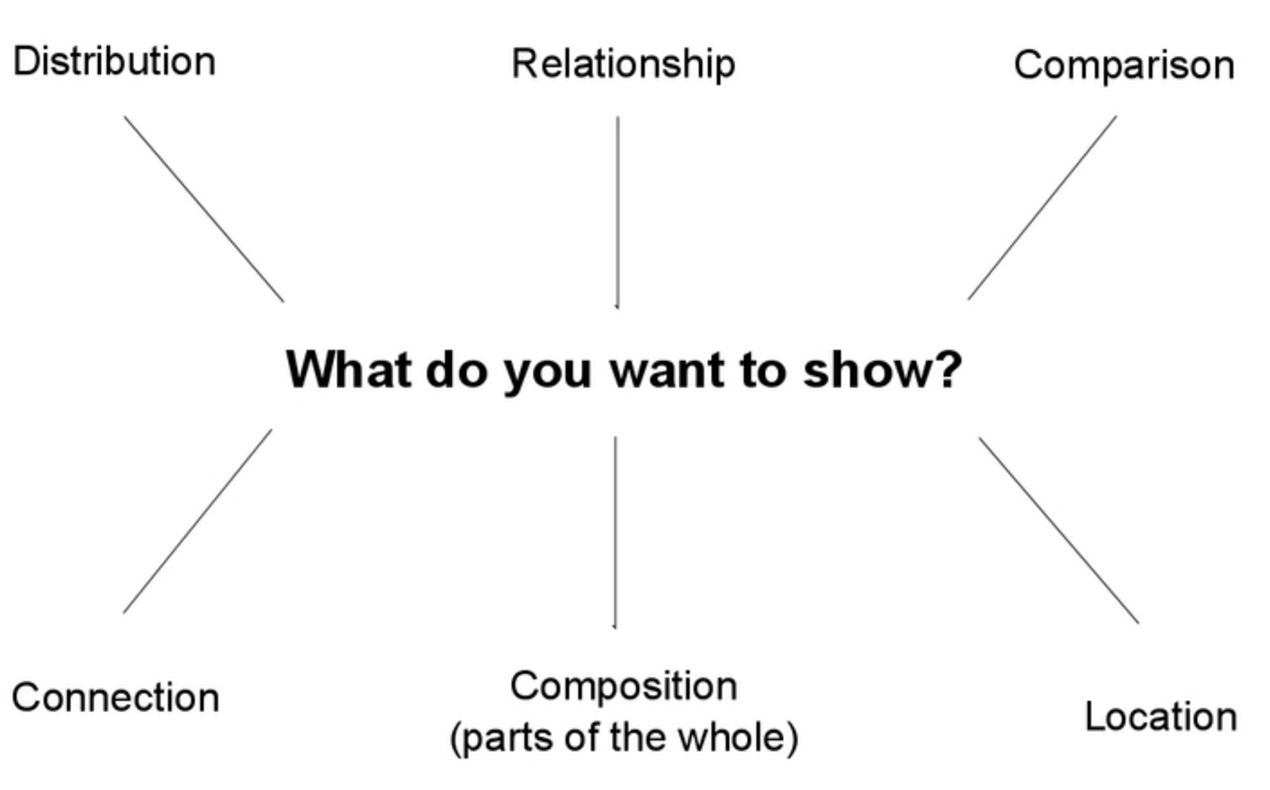 Distribution
Relationship
Comparison
What do you want to show?
Connection
Composition
(parts of the whole)
Location